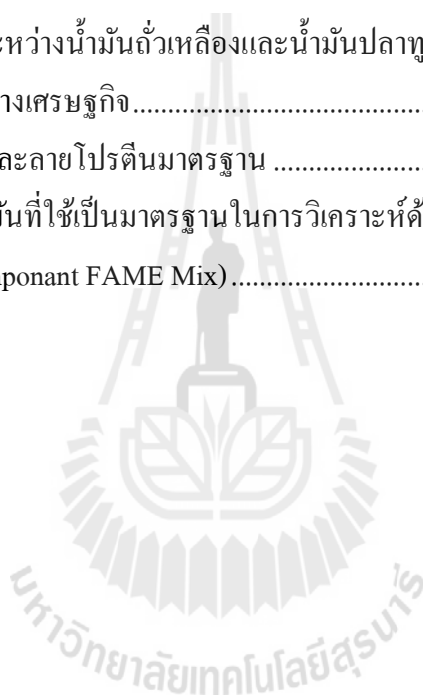 ะหว่างน้ำมันถั่วเหลืองและน้ำมันปลาทู
างเศรษฐกิจ........................................
ละลายโปรตีนมาตรฐาน ........................
ันที่ใช้เป็นมาตรฐานในการวิเคราะห์ด้
ponant FAME Mix)..............................
มหาวิทยาลัยเทคโนโลยีสุรนารี